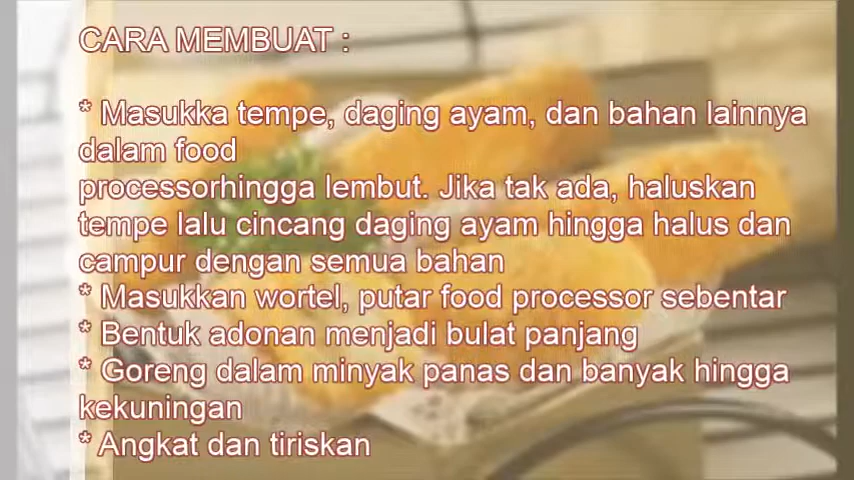 CARA MEMBUAT :
* Masukka tempe, daging ayam, dan bahan lainnya
dalam food
processorhingga lembut. Jika tak ada, haluskan
tempe lalu cincang daging ayam hingga halus dan
campur dengan semua bahan
* Masukkan wortel, putar food processor sebentar
* Bentuk adonan menjadi bulat panjang
* Goreng dalam minyak panas dan banyak hingga
kekuningan
* Angkat dan tiriskan